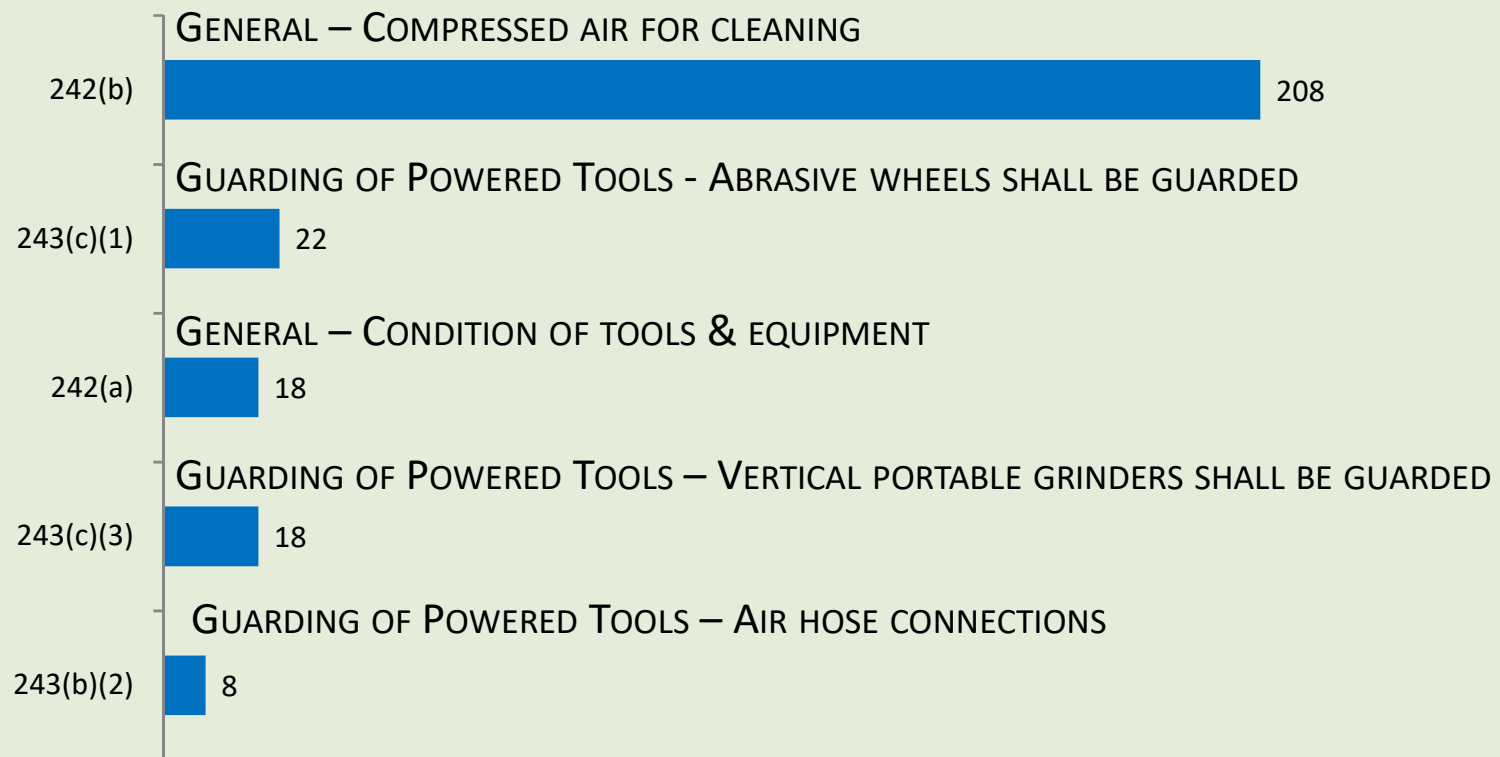 GENERAL – COMPRESSED AIR FOR CLEANING
242(b) 208
GUARDING OF POWERED TOOLS - ABRASIVE WHEELS SHALL BE GUARDED
243(c)(1) 22
GENERAL – CONDITION OF TOOLS & EQUIPMENT
242(a) 18
GUARDING OF POWERED TOOLS – VERTICAL PORTABLE GRINDERS SHALL BE GUARDED
243(c)(3) 18
GUARDING OF POWERED TOOLS – AIR HOSE CONNECTIONS
243(b)(2) 8